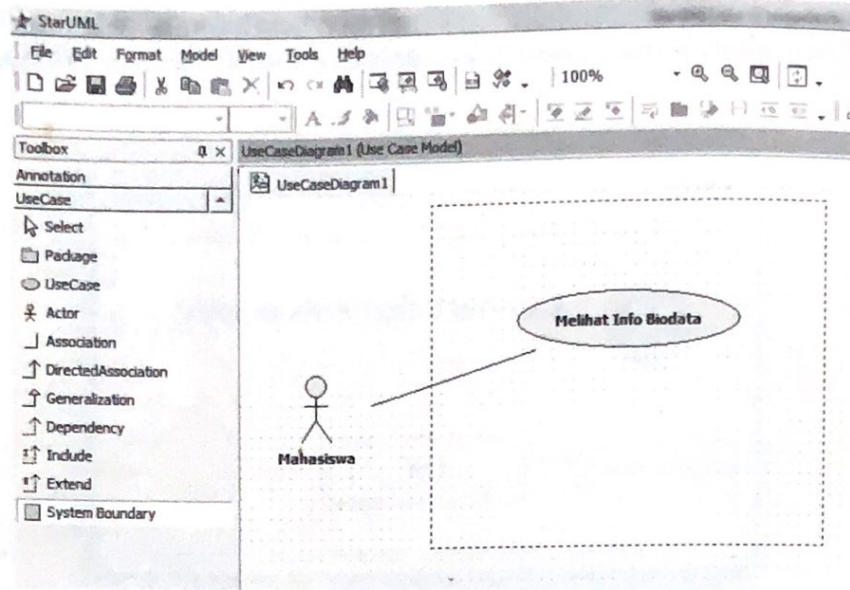 StarUML
File Edit Format Model View Tools Help
100%
Toolbox
UseCaseDiagram1 (Use Case Model)
Annotation
UseCaseDiagram1
UseCase
Select
Package
UseCase
Actor
Association
DirectedAssociation
Generalization
Dependency
Include
Extend
System Boundary
Melihat Info Biodata
Mahasiswa